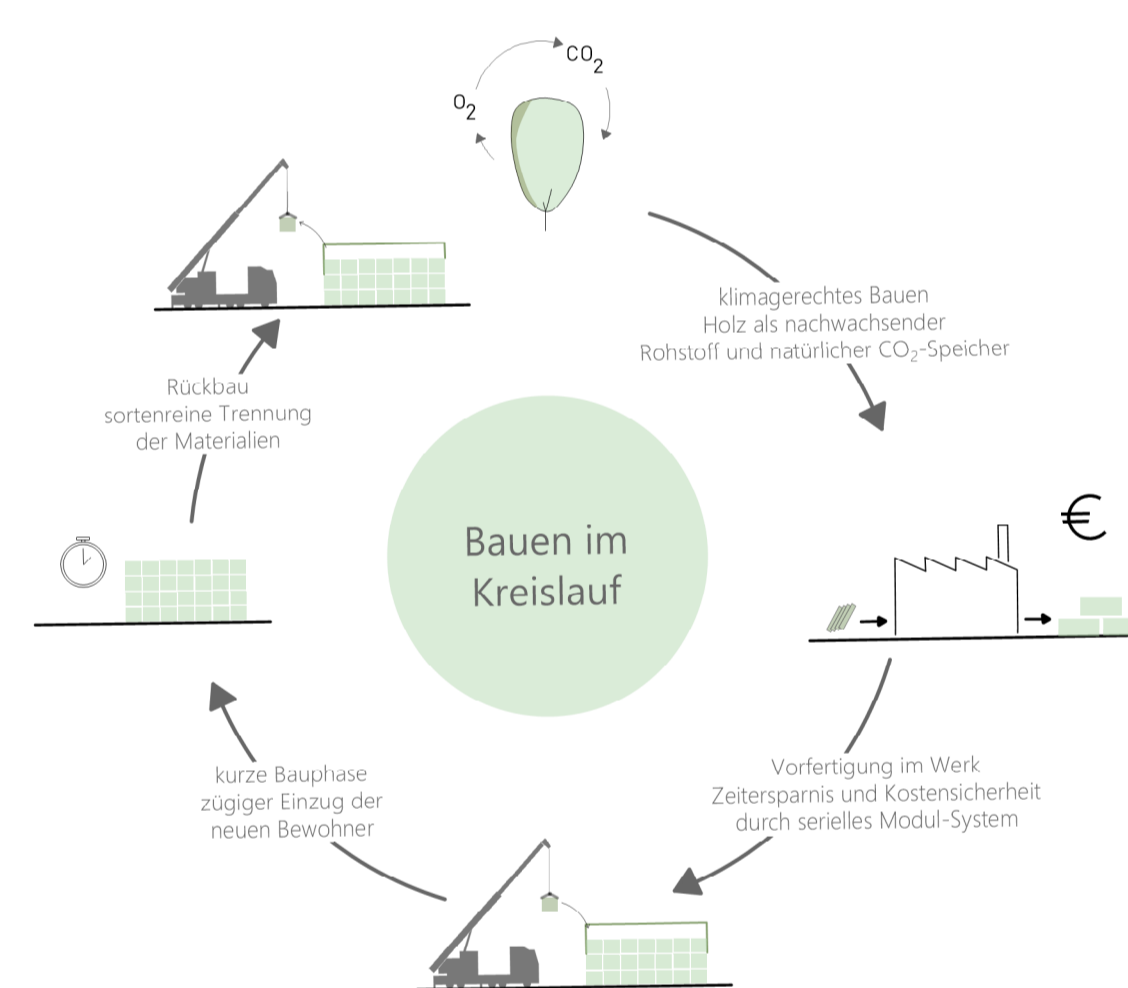 CO₂
O₂
klimagerechtes Bauen
Holz als nachwachsender
Rohstoff und natürlicher CO₂-Speicher
Rückbau
sortenreine Trennung
der Materialien
Bauen im
Kreislauf
€
Vorfertigung im Werk
Zeitersparnis und Kostensicherheit
durch serielles Modul-System
kurze Bauphase
zügiger Einzug der
neuen Bewohner